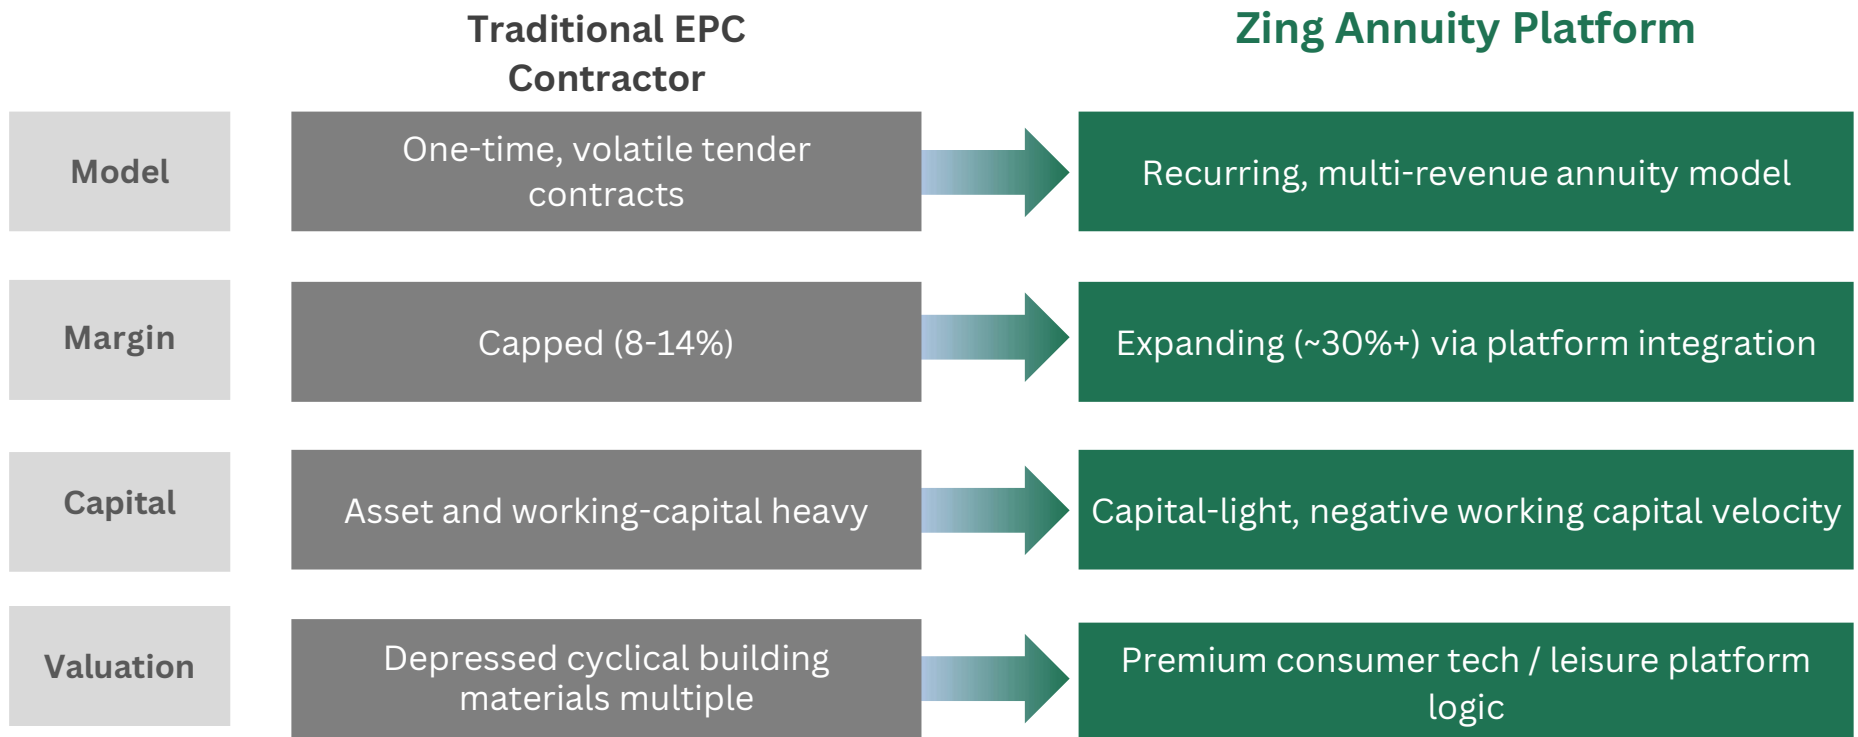 Traditional EPC
Contractor
Zing Annuity Platform
Model
One-time, volatile tender
contracts
Recurring, multi-revenue annuity model
Margin
Capped (8-14%)
Expanding (~30%+) via platform integration
Capital
Asset and working-capital heavy
Capital-light, negative working capital velocity
Valuation
Depressed cyclical building
materials multiple
Premium consumer tech / leisure platform
logic